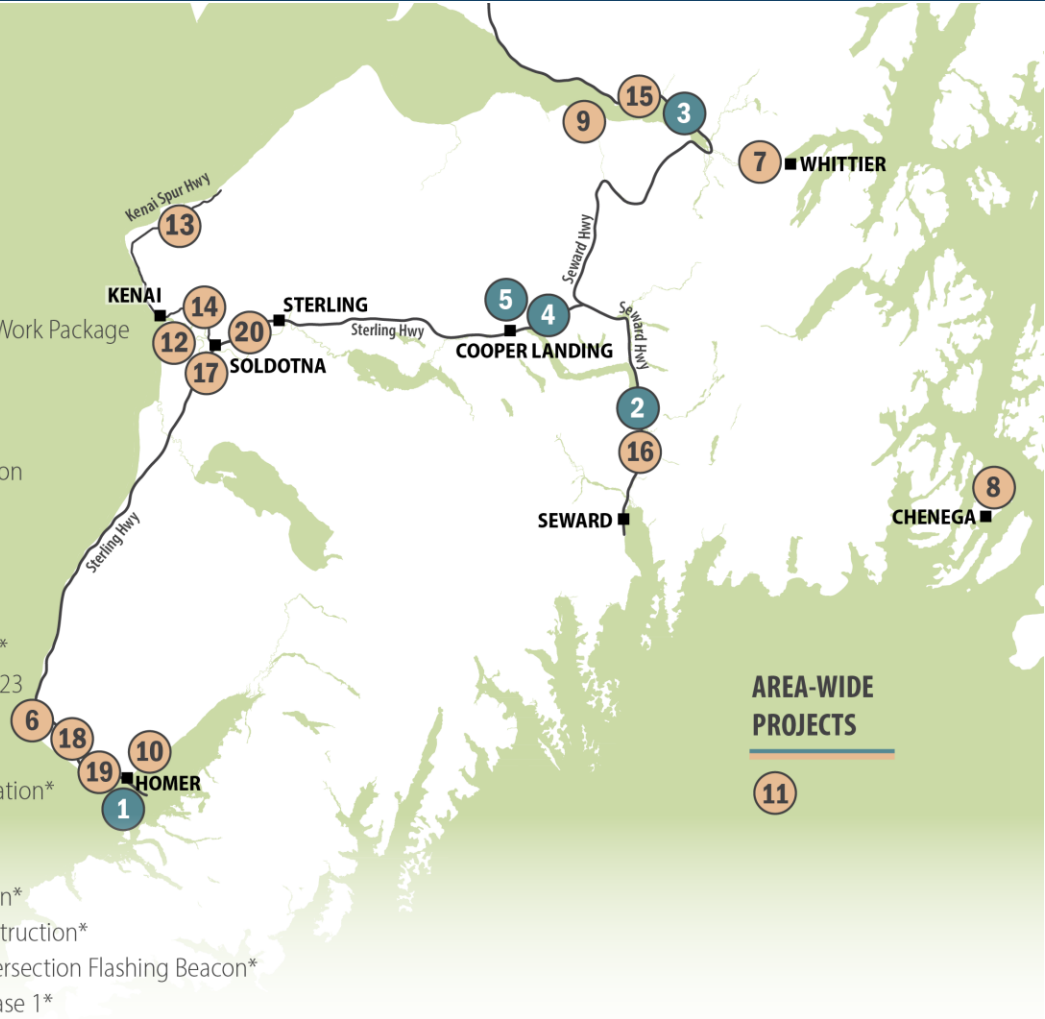 15
3
9
7
WHITTIER
Kenai Spur Hwy
13
Seward Hwy
KENAI
14
5
STERLING
4
Seward Hwy
Work Package
20
Sterling Hwy
12
COOPER LANDING
SOLDOTNA
17
2
16
on
8
CHENEGA
SEWARD
Sterling Hwy
*
23
AREA-WIDE
PROJECTS
6
18
10
19
HOMER
ation*
11
1
n*
truction*
ersection Flashing Beacon*
ase 1*